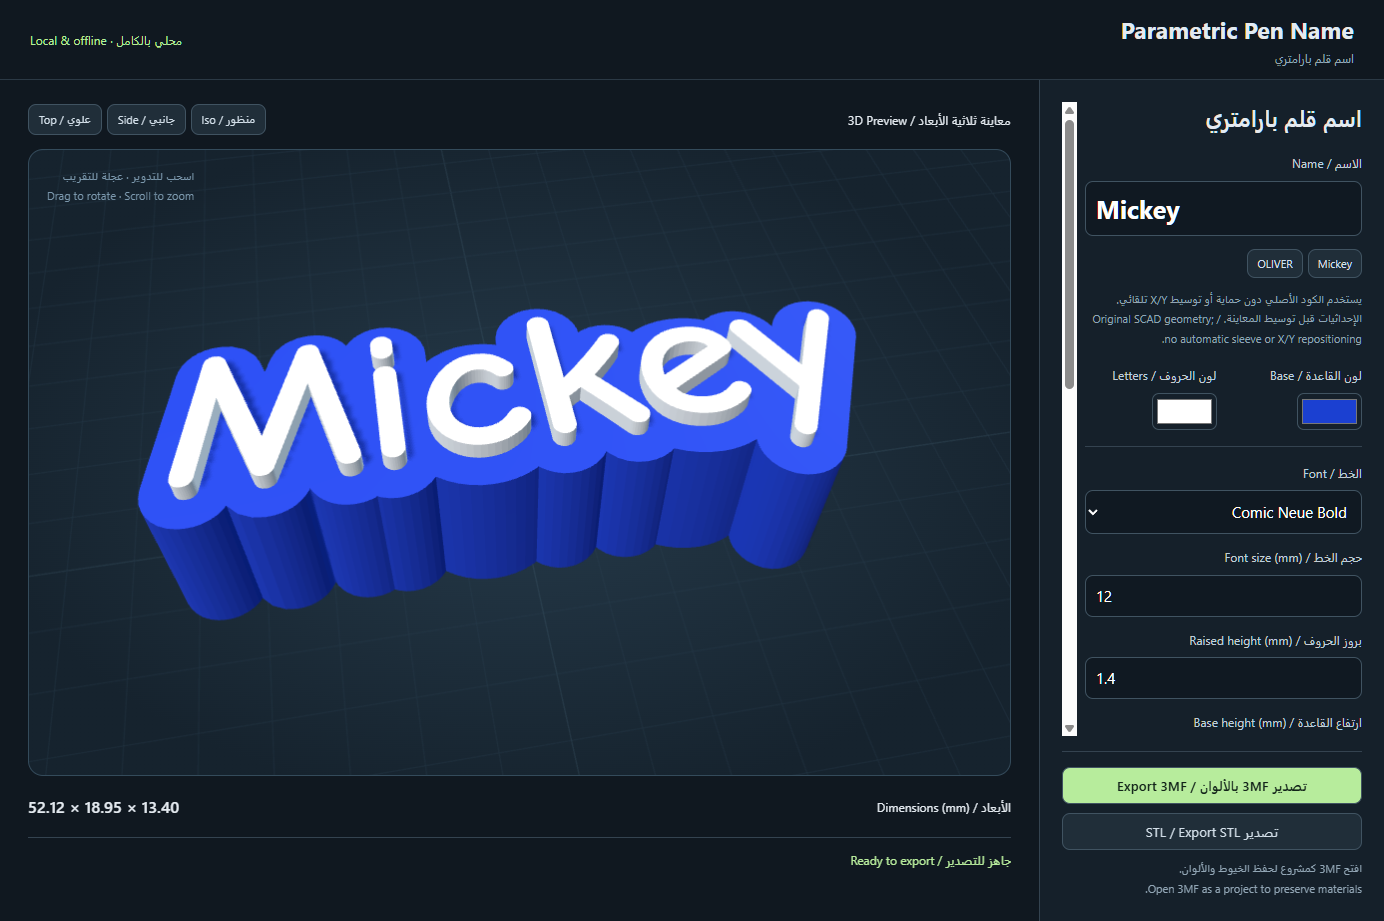 Parametric Pen Name
اسم قلم بارامتري
Local & offline · محلي بالكامل
اسم قلم بارامتري
الاسم / Name
Mickey
Mickey
OLIVER
يستخدم الكود الأصلي دون حماية أو توسيط X/Y تلقائي.
الإحداثيات قبل توسيط المعاينة. / Original SCAD geometry;
no automatic sleeve or X/Y repositioning.
لون القاعدة / Base
لون الحروف / Letters
الخط / Font
Comic Neue Bold
حجم الخط / Font size (mm)
12
بروز الحروف / Raised height (mm)
1.4
ارتفاع القاعدة / Base height (mm)
تصدير 3MF بالألوان / Export 3MF
تصدير STL / Export STL
افتح 3MF كمشروع لحفظ الخيوط والألوان.
Open 3MF as a project to preserve materials.
معاينة ثلاثية الأبعاد / 3D Preview
منظور / Iso
جانبي / Side
علوي / Top
اسحب للتدوير · عجلة للتقريب
Drag to rotate · Scroll to zoom
Mickey
الأبعاد / Dimensions (mm)
52.12 × 18.95 × 13.40
جاهز للتصدير / Ready to export